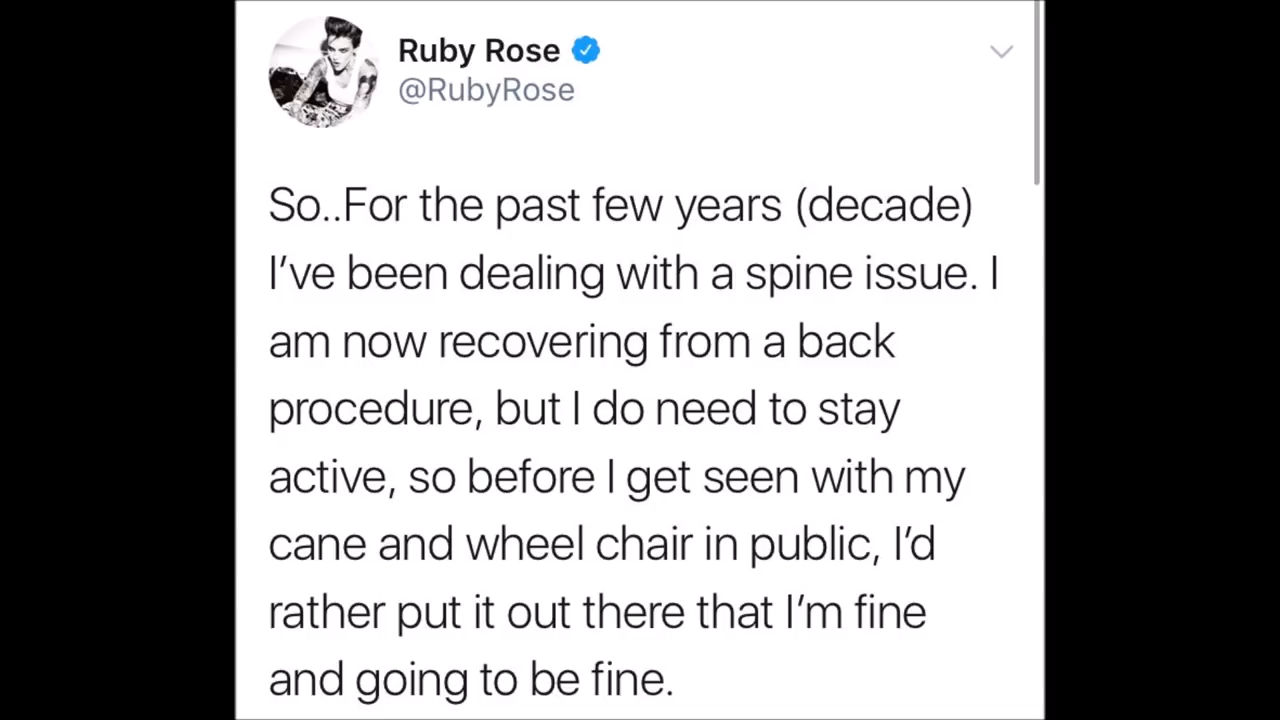 Ruby Rose
@RubyRose
So..For the past few years (decade)
I’ve been dealing with a spine issue. I
am now recovering from a back
procedure, but I do need to stay
active, so before I get seen with my
cane and wheel chair in public, I’d
rather put it out there that I’m fine
and going to be fine.